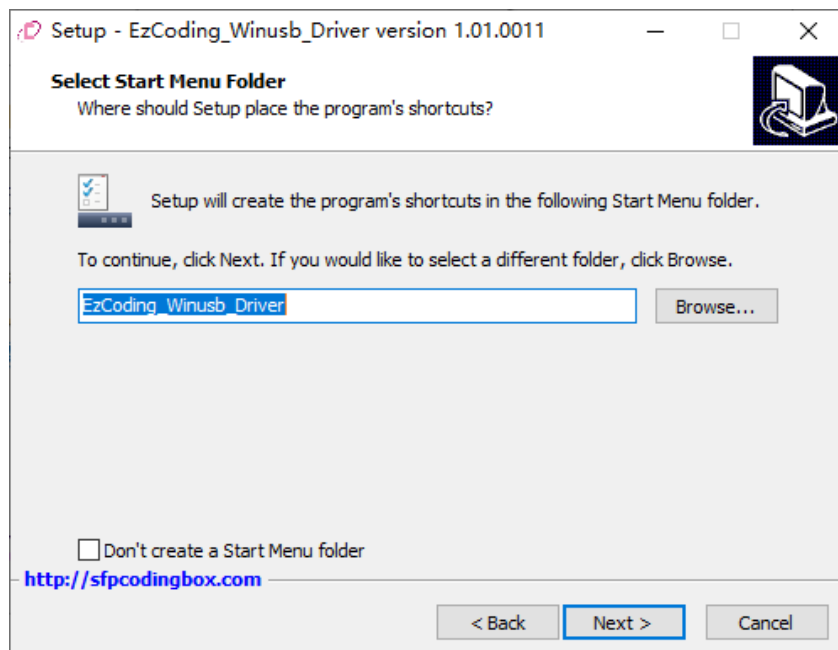 Setup - EzCoding_Winusb_Driver version 1.01.0011
Select Start Menu Folder
Where should Setup place the program's shortcuts?
Setup will create the program's shortcuts in the following Start Menu folder.
To continue, click Next. If you would like to select a different folder, click Browse.
EzCoding_Winusb_Driver
Browse...
Don't create a Start Menu folder
http://sfpcodingbox.com
< Back
Next >
Cancel